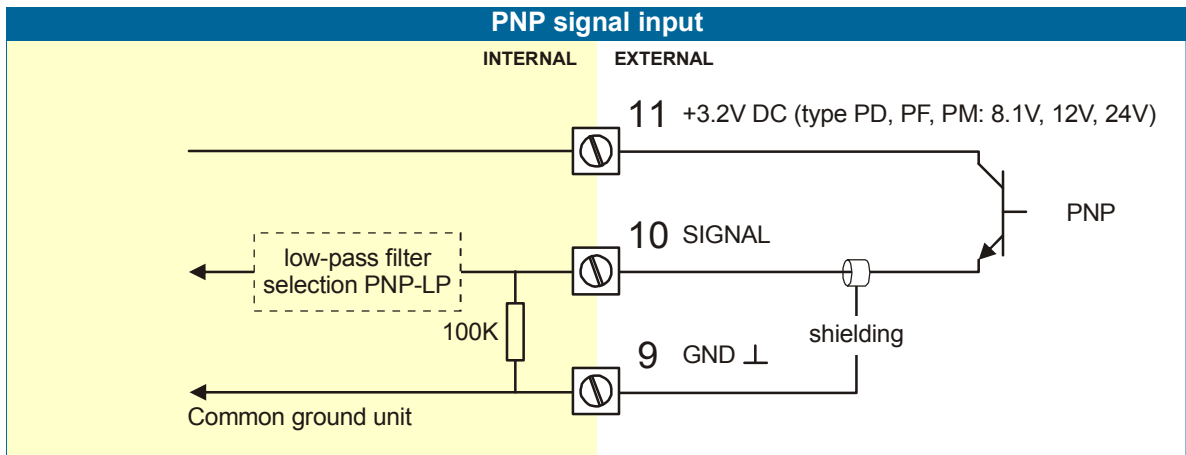 PNP signal input
INTERNAL EXTERNAL
11 +3.2V DC (type PD, PF, PM: 8.1V, 12V, 24V)
PNP
10 SIGNAL
low-pass filter
selection PNP-LP
100K
shielding
9 GND ⊥
Common ground unit